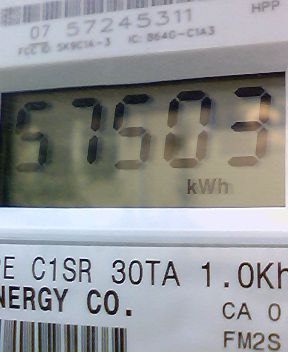 HPP
07 57245311
FCC ID: SK9C1A-3 IC: 864G-C1A3
57503
kWh
PE C1SR 30TA 1.0Kh
NERGY CO.
CA 0
FM2S